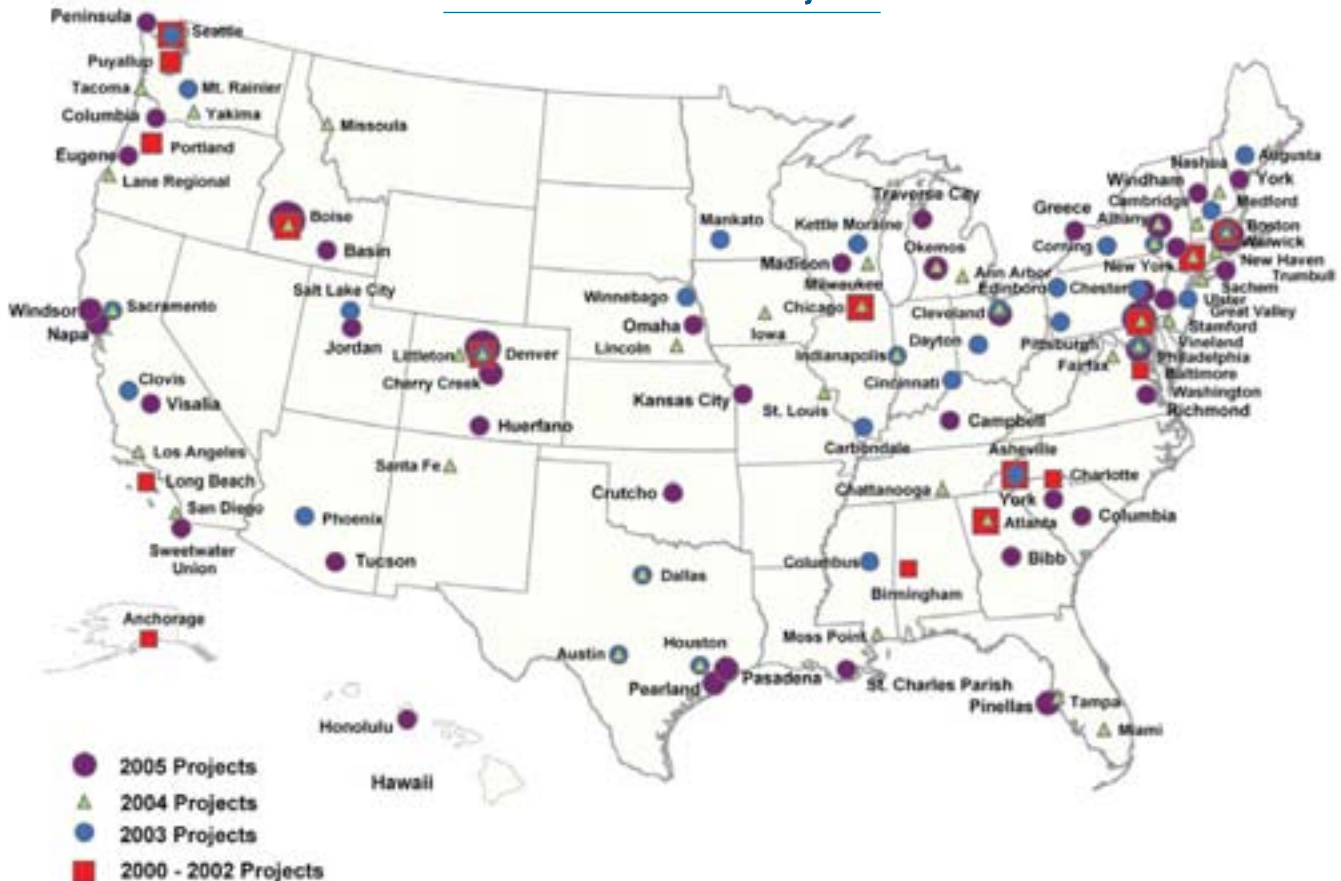 Peninsula
Seattle
Puyallup
Tacoma
Mt. Rainier
Columbia
Yakima
Missoula
Eugene
Portland
Lane Regional
Boise
Basin
Salt Lake City
Windsor
Sacramento
Napa
Jordan
Littleton
Denver
Cherry Creek
Clovis
Visalia
Huerfano
Los Angeles
Santa Fe
Long Beach
San Diego
Phoenix
Sweetwater
Union
Tucson
Anchorage
Honolulu
Hawaii
Mankato
Winnebago
Omaha
Lincoln
Iowa
Kansas City
St. Louis
Crutcho
Dallas
Austin
Houston
Pearland
Pasadena
Traverse City
Kettle Moraine
Okemos
Madison
Milwaukee
Ann Arbor
Edinboro
Chicago
Cleveland
Indianapolis
Dayton
Cincinnati
Carbondale
Campbell
Asheville
Charlotte
Chattanooga
York
Columbia
Atlanta
Bibb
Columbus
Birmingham
Moss Point
St. Charles Parish
Pinellas
Tampa
Miami
Nashua
Augusta
Windham
York
Cambridge
Medford
Greece
Albany
Boston
Corning
Warwick
New York
New Haven
Trumbull
Chester
Sachem
Ulster
Great Valley
Stamford
Pittsburgh
Vineland
Fairfax
Philadelphia
Baltimore
Washington
Richmond
2005 Projects
2004 Projects
2003 Projects
2000 - 2002 Projects